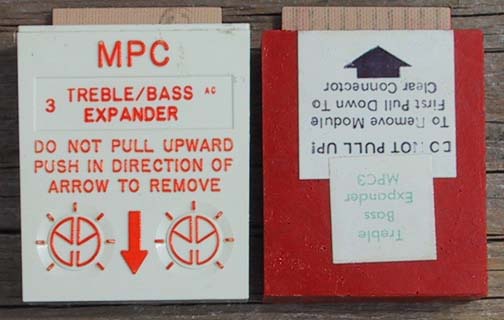 MPC
3 TREBLE/BASS AC
EXPANDER
DO NOT PULL UPWARD
PUSH IN DIRECTION OF
ARROW TO REMOVE
DO NOT PULL UP!
To Remove Module
First Pull Down To
Clear Connector
Treble
Bass
Expander
MPC3